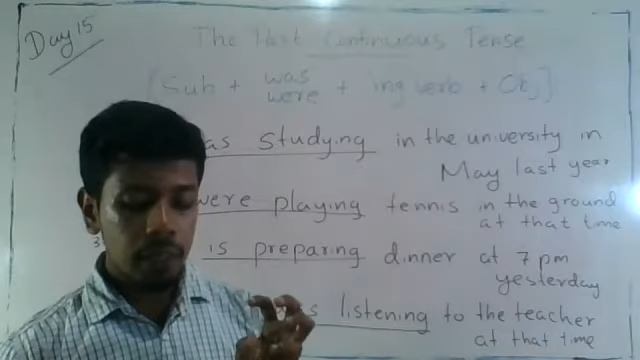 Day 15
The Past Continuous Tense
[Sub + was were + ing verb + Obj]
as studying in the university in
May last year
were playing tennis in the ground
at that time
3
is preparing dinner at 7 pm
yesterday
s listening to the teacher
at that time